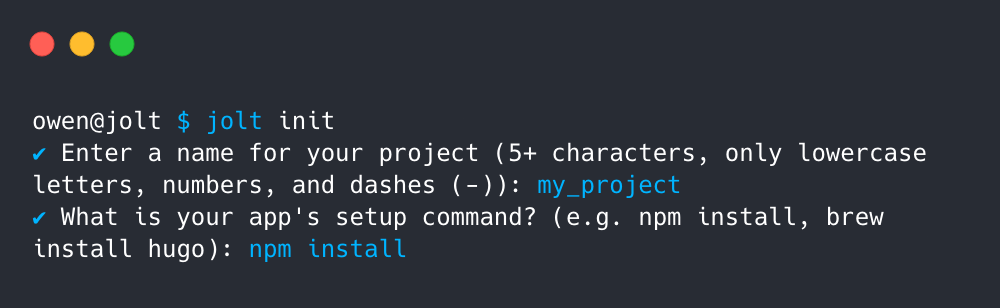 owen@jolt $ jolt init
✔ Enter a name for your project (5+ characters, only lowercase
letters, numbers, and dashes (-)): my_project
✔ What is your app's setup command? (e.g. npm install, brew
install hugo): npm install